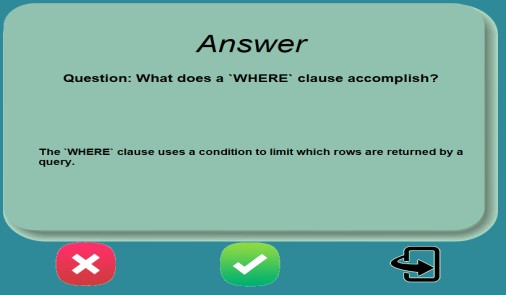 Answer
Question: What does a `WHERE` clause accomplish?
The `WHERE` clause uses a condition to limit which rows are returned by a
query.